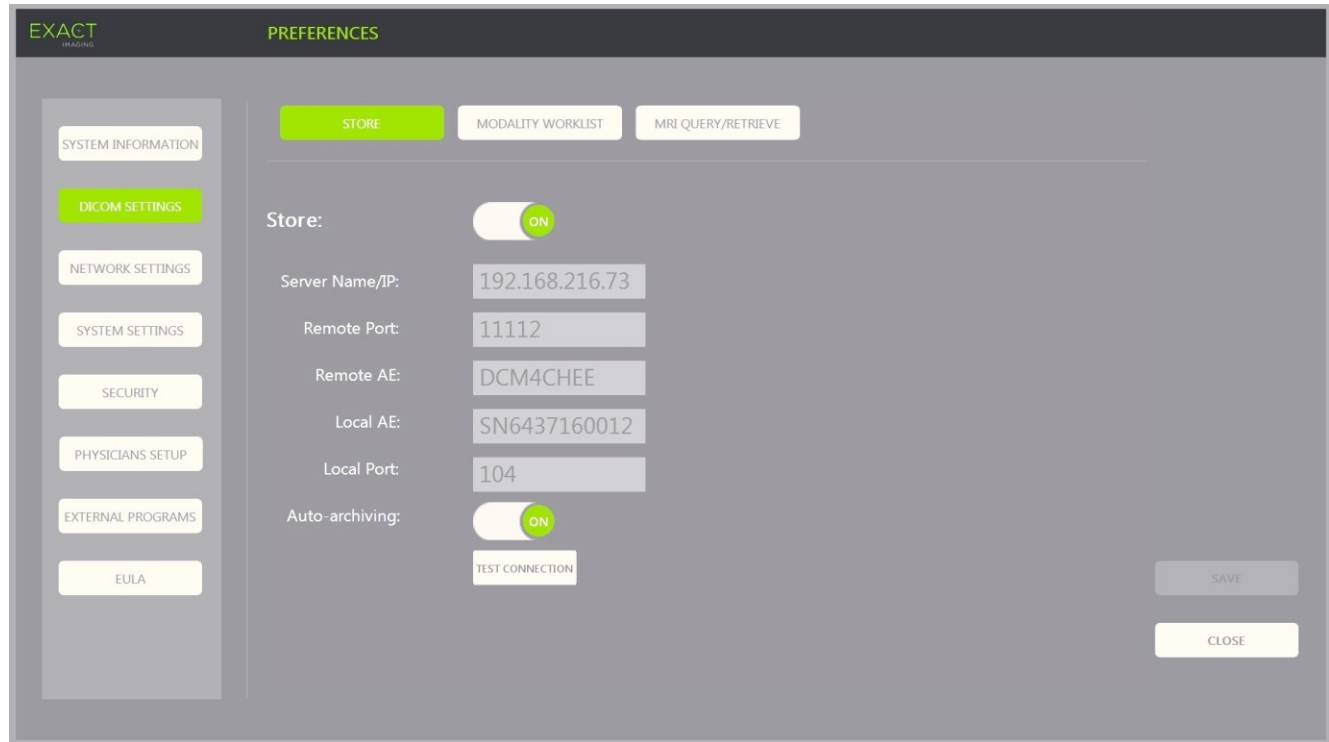 EXACT
IMAGING
PREFERENCES
SYSTEM INFORMATION
DICOM SETTINGS
NETWORK SETTINGS
SYSTEM SETTINGS
SECURITY
PHYSICIANS SETUP
EXTERNAL PROGRAMS
EULA
STORE
MODALITY WORKLIST
MRI QUERY/RETRIEVE
Store: ON
Server Name/IP: 192.168.216.73
Remote Port: 11112
Remote AE: DCM4CHEE
Local AE: SN6437160012
Local Port: 104
Auto-archiving: ON
TEST CONNECTION
SAVE
CLOSE